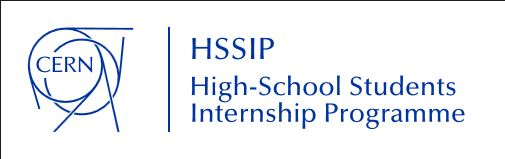 CERN
HSSIP
High-School Students
Internship Programme